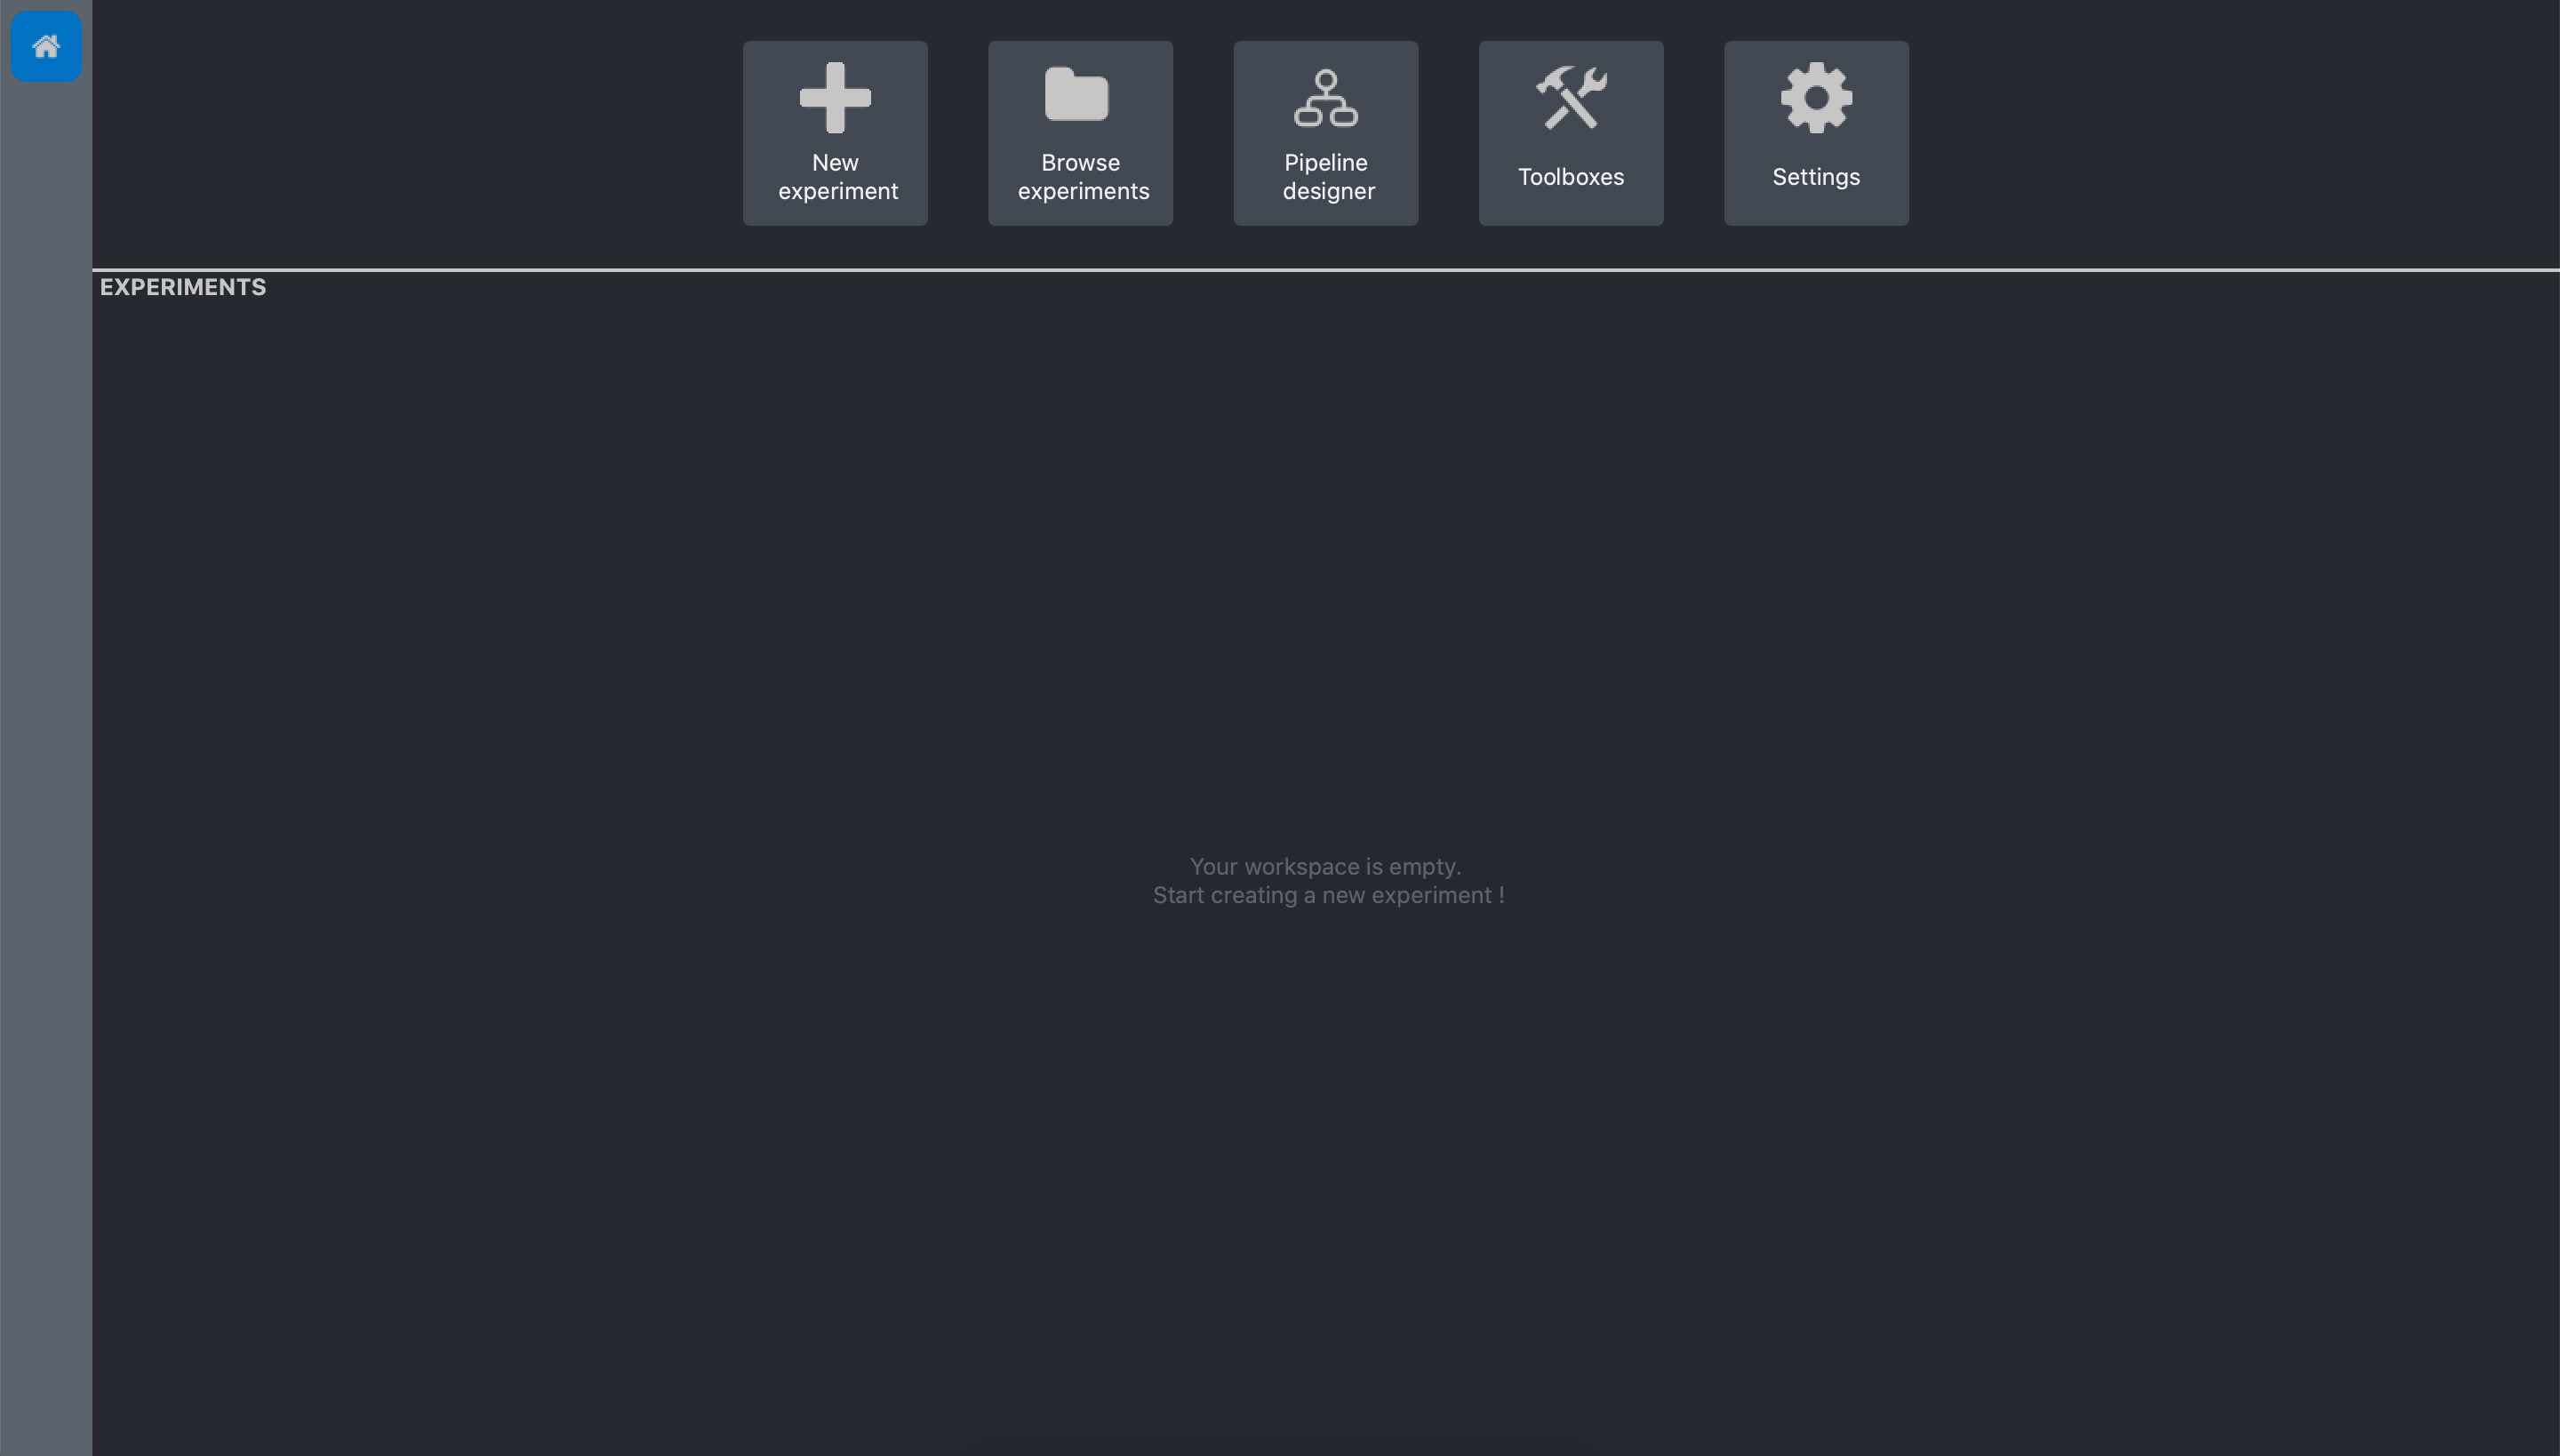 New
experiment
Browse
experiments
Pipeline
designer
Toolboxes
Settings
EXPERIMENTS
Your workspace is empty.
Start creating a new experiment !